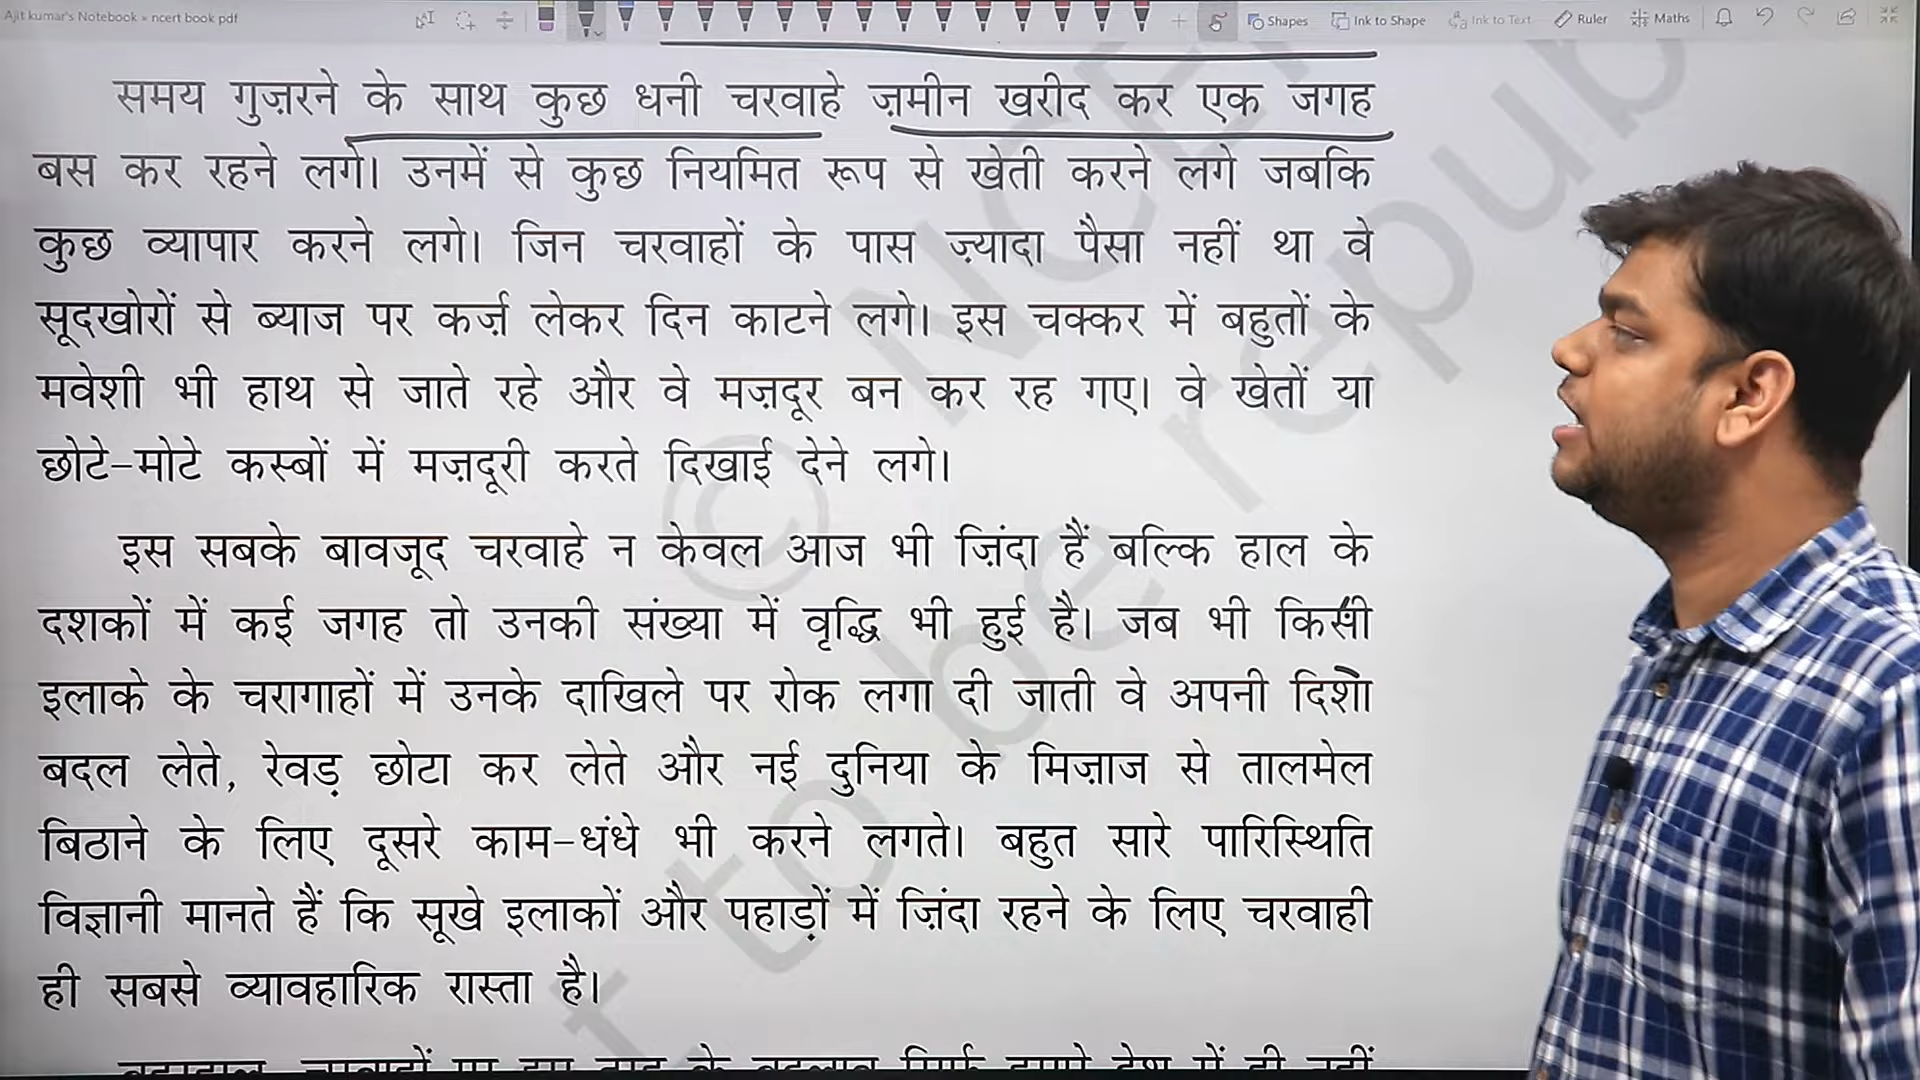 Ajit kumar's Notebook » ncert book pdf
Shapes Ink to Shape Ink to Text Ruler Maths
समय गुज़रने के साथ कुछ धनी चरवाहे ज़मीन खरीद कर एक जगह
बस कर रहने लगे। उनमें से कुछ नियमित रूप से खेती करने लगे जबकि
कुछ व्यापार करने लगे। जिन चरवाहों के पास ज़्यादा पैसा नहीं था वे
सूदखोरों से ब्याज पर कर्ज़ लेकर दिन काटने लगे। इस चक्कर में बहुतों के
मवेशी भी हाथ से जाते रहे और वे मज़दूर बन कर रह गए। वे खेतों या
छोटे-मोटे कस्बों में मज़दूरी करते दिखाई देने लगे।
इस सबके बावजूद चरवाहे न केवल आज भी ज़िंदा हैं बल्कि हाल के
दशकों में कई जगह तो उनकी संख्या में वृद्धि भी हुई है। जब भी किसी
इलाके के चरागाहों में उनके दाखिले पर रोक लगा दी जाती वे अपनी दिशा
बदल लेते, रेवड़ छोटा कर लेते और नई दुनिया के मिज़ाज से तालमेल
बिठाने के लिए दूसरे काम-धंधे भी करने लगते। बहुत सारे पारिस्थिति
विज्ञानी मानते हैं कि सूखे इलाकों और पहाड़ों में ज़िंदा रहने के लिए चरवाही
ही सबसे व्यावहारिक रास्ता है।
© NCE
to be repub